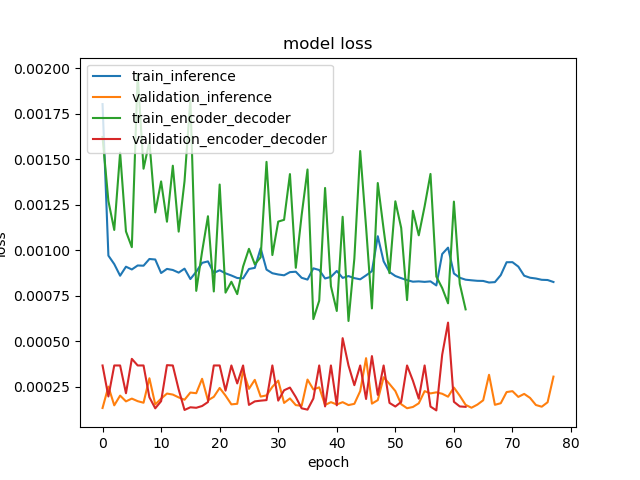 model loss
train_inference
validation_inference
train_encoder_decoder
validation_encoder_decoder
0.00200
0.00175
0.00150
0.00125
0.00100
0.00075
0.00050
0.00025
loss
0 10 20 30 40 50 60 70 80
epoch